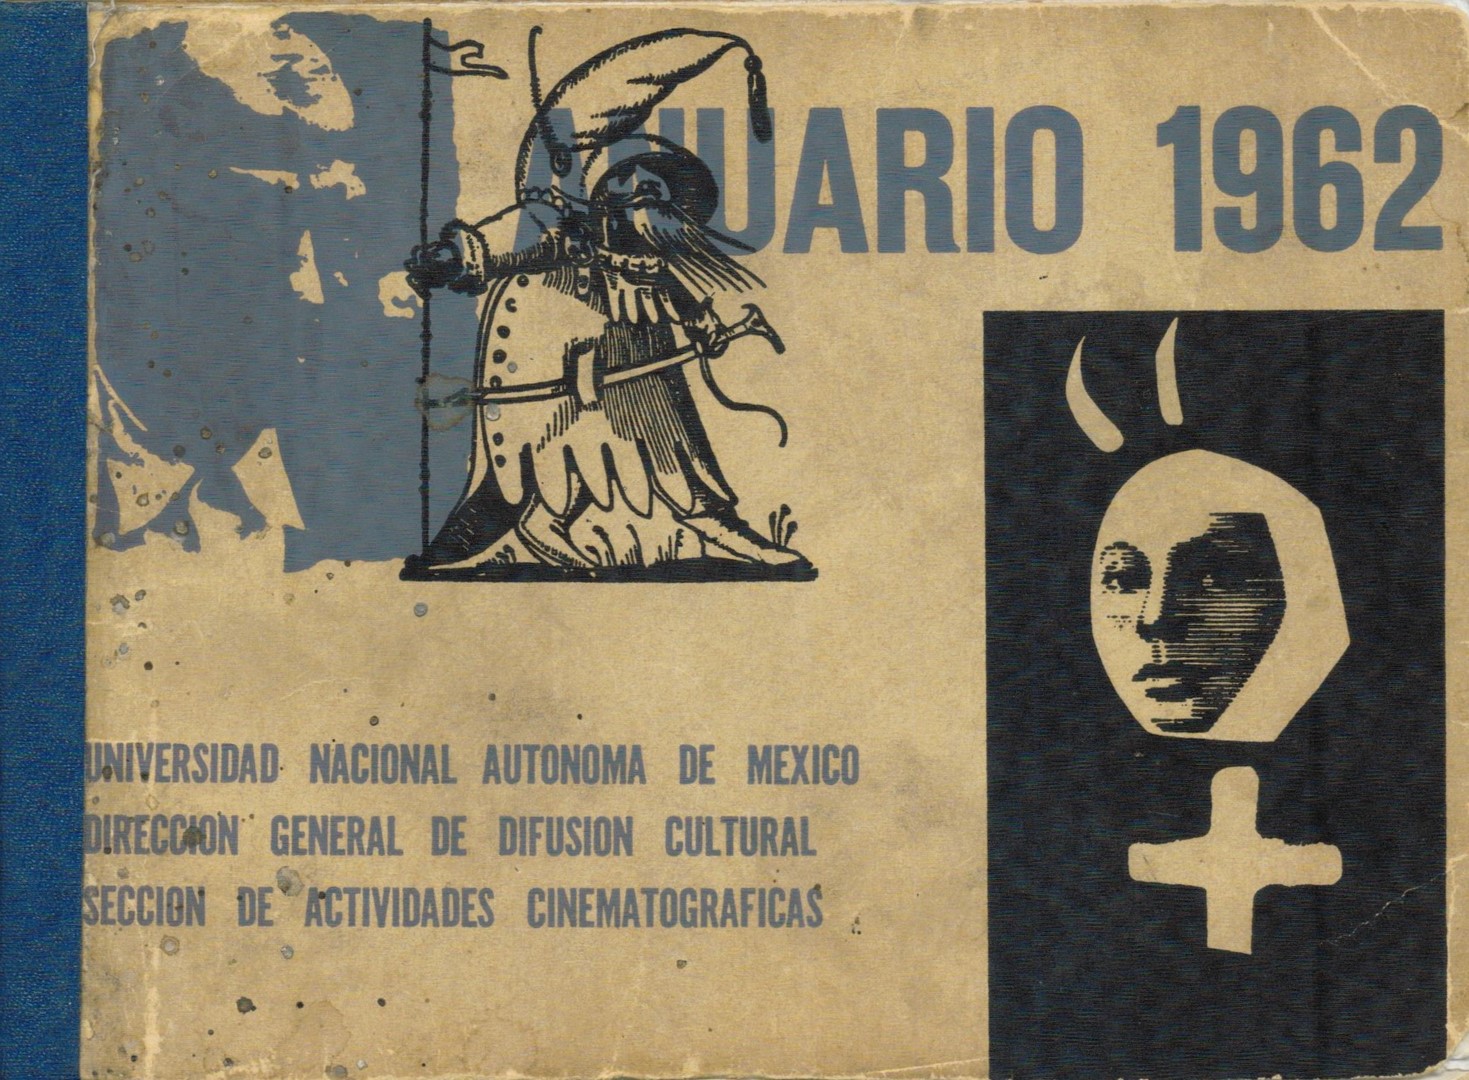 ANUARIO 1962
UNIVERSIDAD NACIONAL AUTONOMA DE MEXICO
DIRECCION GENERAL DE DIFUSION CULTURAL
SECCION DE ACTIVIDADES CINEMATOGRAFICAS